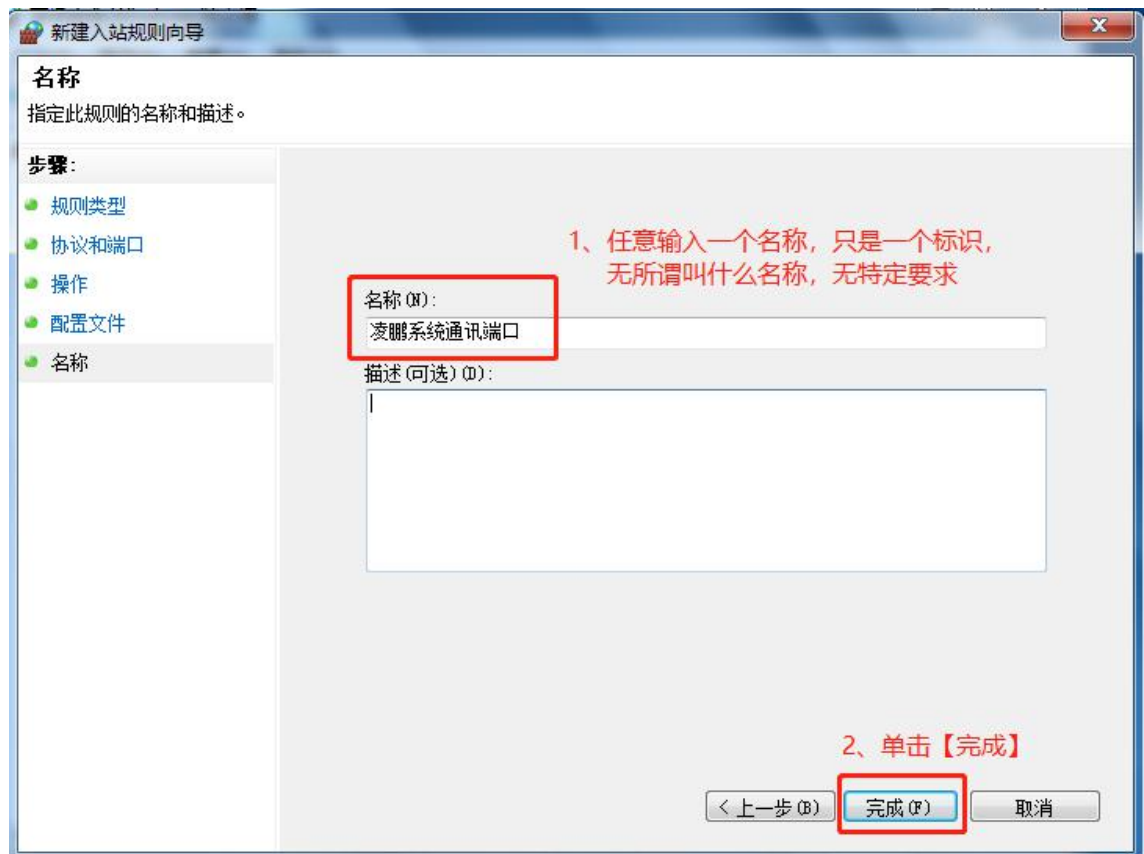 新建入站规则向导
名称
指定此规则的名称和描述。
步骤:
规则类型
协议和端口
操作
配置文件
名称
1、任意输入一个名称，只是一个标识，
无所谓叫什么名称，无特定要求
名称(N):
凌鹏系统通讯端口
描述(可选)(D):
2、单击【完成】
< 上一步(B)
完成(F)
取消